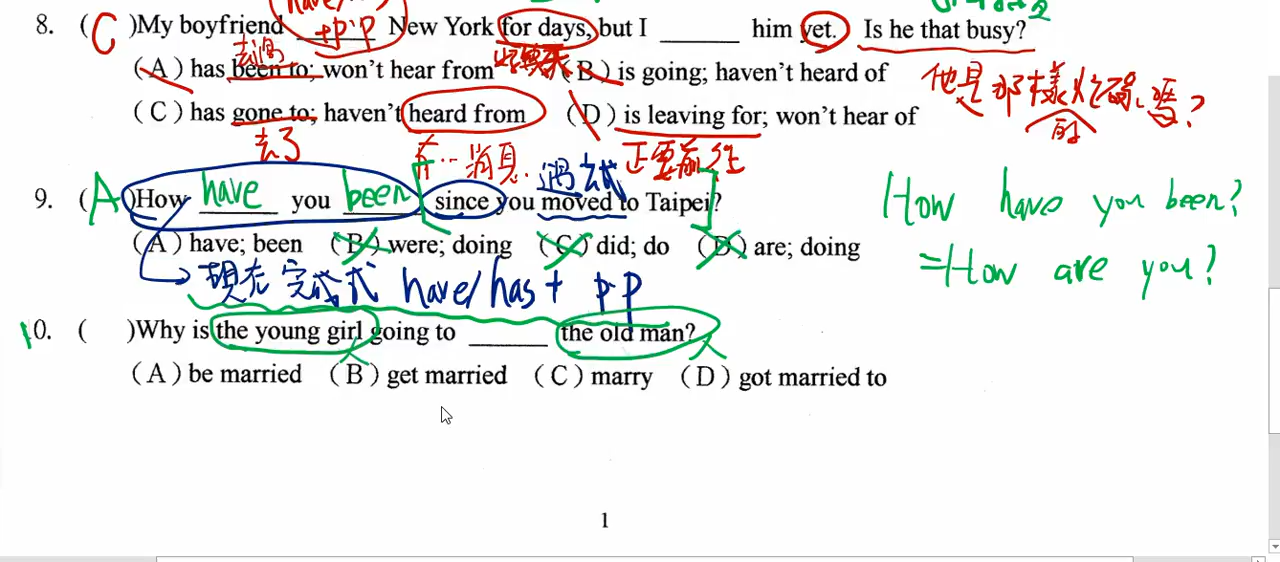 8. (C)My boyfriend ______ New York for days, but I ______ him yet. Is he that busy?
+pp
去過
他是那樣忙碌嗎?
的
(A) has been to; won't hear from (B) is going; haven't heard of
(C) has gone to; haven't heard from (D) is leaving for; won't hear of
去了 有…消息. 正要前往
過去式
9. (A)How have you been since you moved to Taipei?
How have you been?
(A) have; been (B) were; doing (C) did; do (D) are; doing
=How are you?
現在完成式 have/has + p.p
10. ( )Why is the young girl going to ______ the old man?
(A) be married (B) get married (C) marry (D) got married to
1